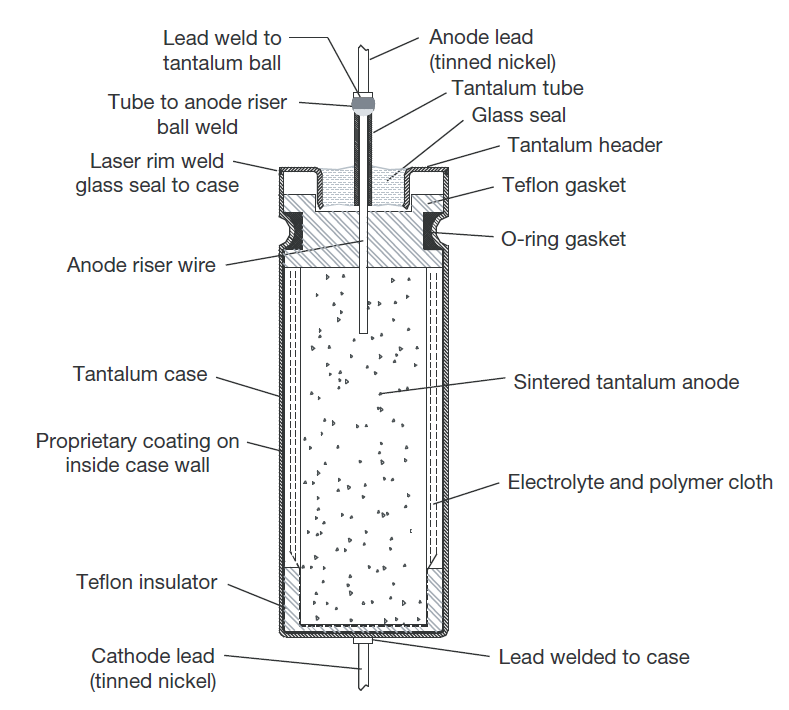 Lead weld to
tantalum ball
Anode lead
(tinned nickel)
Tantalum tube
Tube to anode riser
ball weld
Glass seal
Tantalum header
Laser rim weld
glass seal to case
Teflon gasket
O-ring gasket
Anode riser wire
Tantalum case
Sintered tantalum anode
Proprietary coating on
inside case wall
Electrolyte and polymer cloth
Teflon insulator
Cathode lead
(tinned nickel)
Lead welded to case